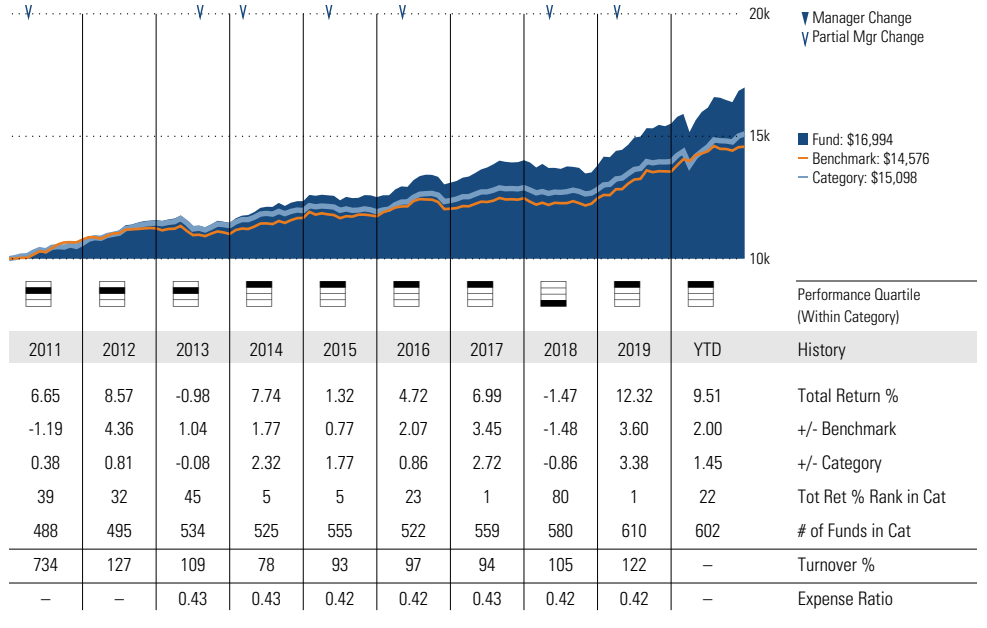 20k
Manager Change
Partial Mgr Change
15k
Fund: $16,994
Benchmark: $14,576
Category: $15,098
10k
Performance Quartile
(Within Category)
2011 2012 2013 2014 2015 2016 2017 2018 2019 YTD History
6.65 8.57 -0.98 7.74 1.32 4.72 6.99 -1.47 12.32 9.51 Total Return %
-1.19 4.36 1.04 1.77 0.77 2.07 3.45 -1.48 3.60 2.00 +/- Benchmark
0.38 0.81 -0.08 2.32 1.77 0.86 2.72 -0.86 3.38 1.45 +/- Category
39 32 45 5 5 23 1 80 1 22 Tot Ret % Rank in Cat
488 495 534 525 555 522 559 580 610 602 # of Funds in Cat
734 127 109 78 93 97 94 105 122 – Turnover %
– – 0.43 0.43 0.42 0.42 0.43 0.42 0.42 – Expense Ratio